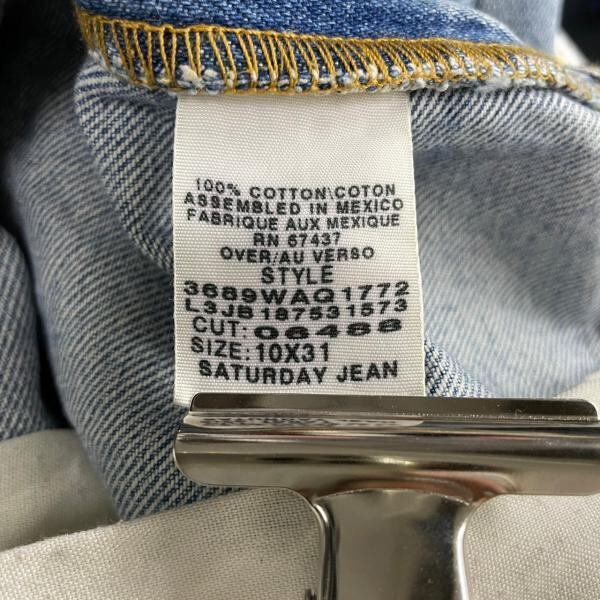 100% COTTON\COTON
ASSEMBLED IN MEXICO
FABRIQUE AUX MEXIQUE
RN 67437
OVER/AU VERSO
STYLE
3689WAQ1772
L3JB187531573
CUT: 06488
SIZE: 10X31
SATURDAY JEAN